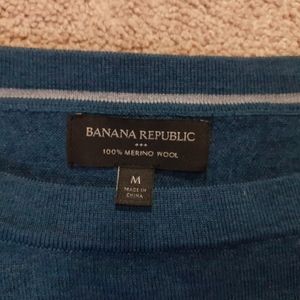 BANANA REPUBLIC
100% MERINO WOOL
M
MADE IN
CHINA